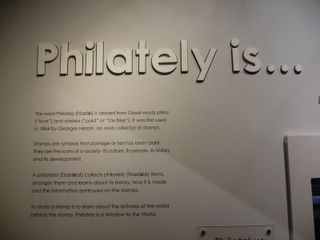 Philately is...
The word Philately is derived from Greek words, philos
("love") and ateleia ("paid" or "tax-free"). It was first used
in 1864 by Georges Herpin, an avid collector of stamps.
Stamps are symbols that postage or tax has been paid.
They are the icons of a society- its culture, its people, its history
and its development.
A philatelist collects philatelic items,
arranges them and learns about its history, how it is made
and the information portrayed on the stamps.
To study a stamp is to learn about the richness of the world
behind the stamp. Philately is a Window to the World